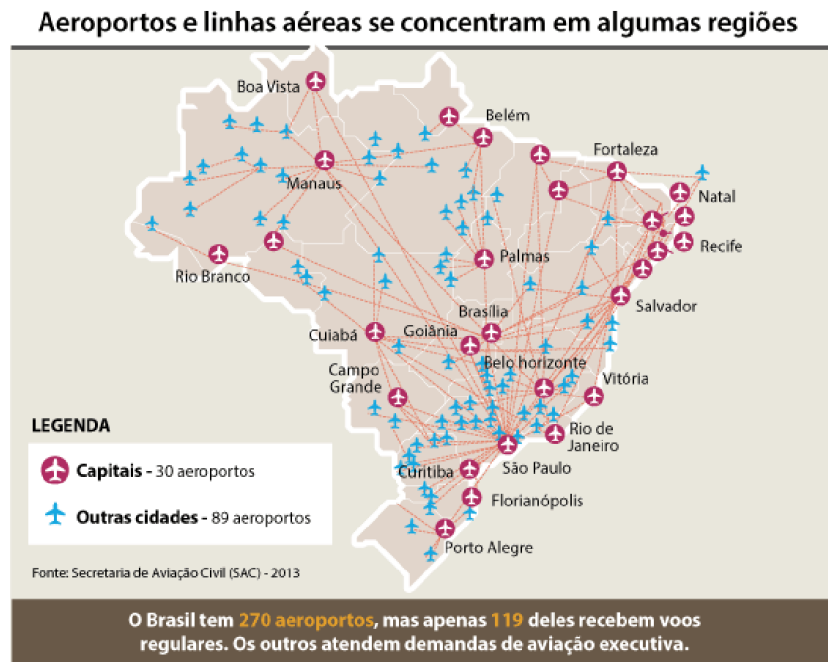 Aeroportos e linhas aéreas se concentram em algumas regiões
Boa Vista
Belém
Fortaleza
Manaus
Natal
Recife
Rio Branco
Palmas
Salvador
Brasília
Cuiabá
Goiânia
Belo horizonte
Campo
Grande
Vitória
Rio de
Janeiro
São Paulo
Curitiba
Florianópolis
Porto Alegre
LEGENDA
Capitais - 30 aeroportos
Outras cidades - 89 aeroportos
Fonte: Secretaria de Aviação Civil (SAC) - 2013
O Brasil tem 270 aeroportos, mas apenas 119 deles recebem voos
regulares. Os outros atendem demandas de aviação executiva.